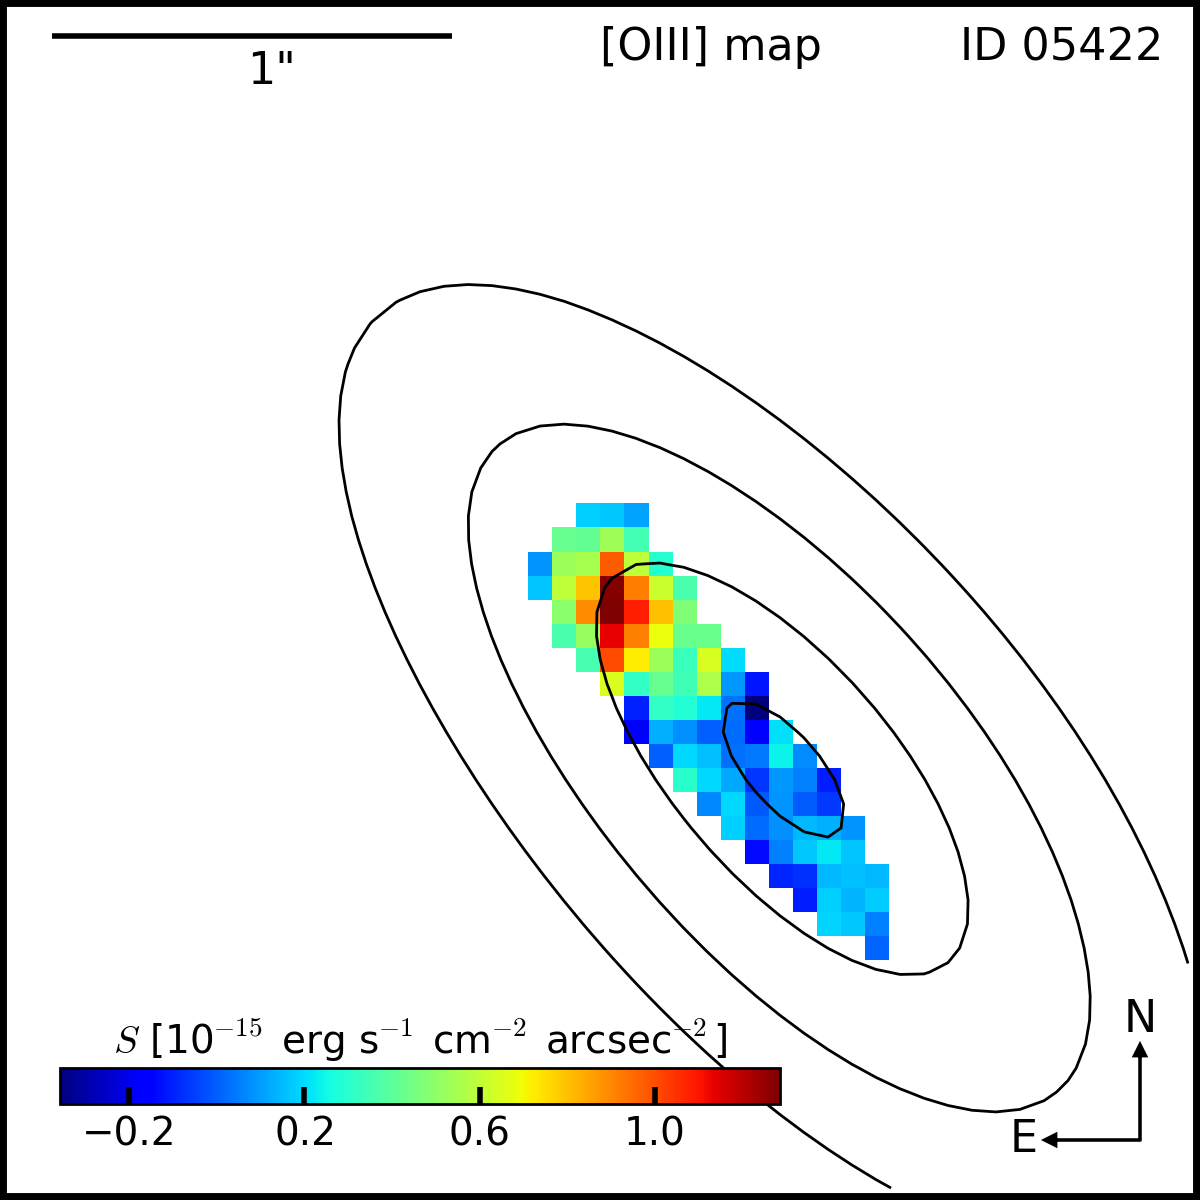 1" [OIII] map ID 05422
S [10⁻¹⁵ erg s⁻¹ cm⁻² arcsec⁻²]
−0.2 0.2 0.6 1.0
N
E